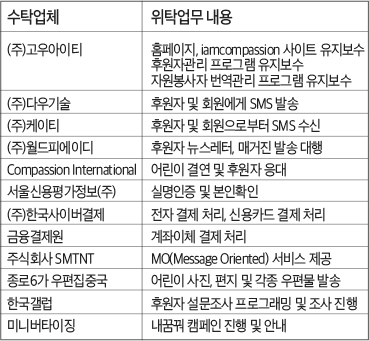 수탁업체 위탁업무 내용
(주)고우아이티 홈페이지, iamcompassion 사이트 유지보수
후원자관리 프로그램 유지보수
자원봉사자 번역관리 프로그램 유지보수
(주)다우기술 후원자 및 회원에게 SMS 발송
(주)케이티 후원자 및 회원으로부터 SMS 수신
(주)월드피에이디 후원자 뉴스레터, 매거진 발송 대행
Compassion International 어린이 결연 및 후원자 응대
서울신용평가정보(주) 실명인증 및 본인확인
(주)한국사이버결제 전자 결제 처리, 신용카드 결제 처리
금융결제원 계좌이체 결제 처리
주식회사 SMTNT MO(Message Oriented) 서비스 제공
종로6가 우편집중국 어린이 사진, 편지 및 각종 우편물 발송
한국갤럽 후원자 설문조사 프로그래밍 및 조사 진행
미니버타이징 내꿈꿔 캠페인 진행 및 안내